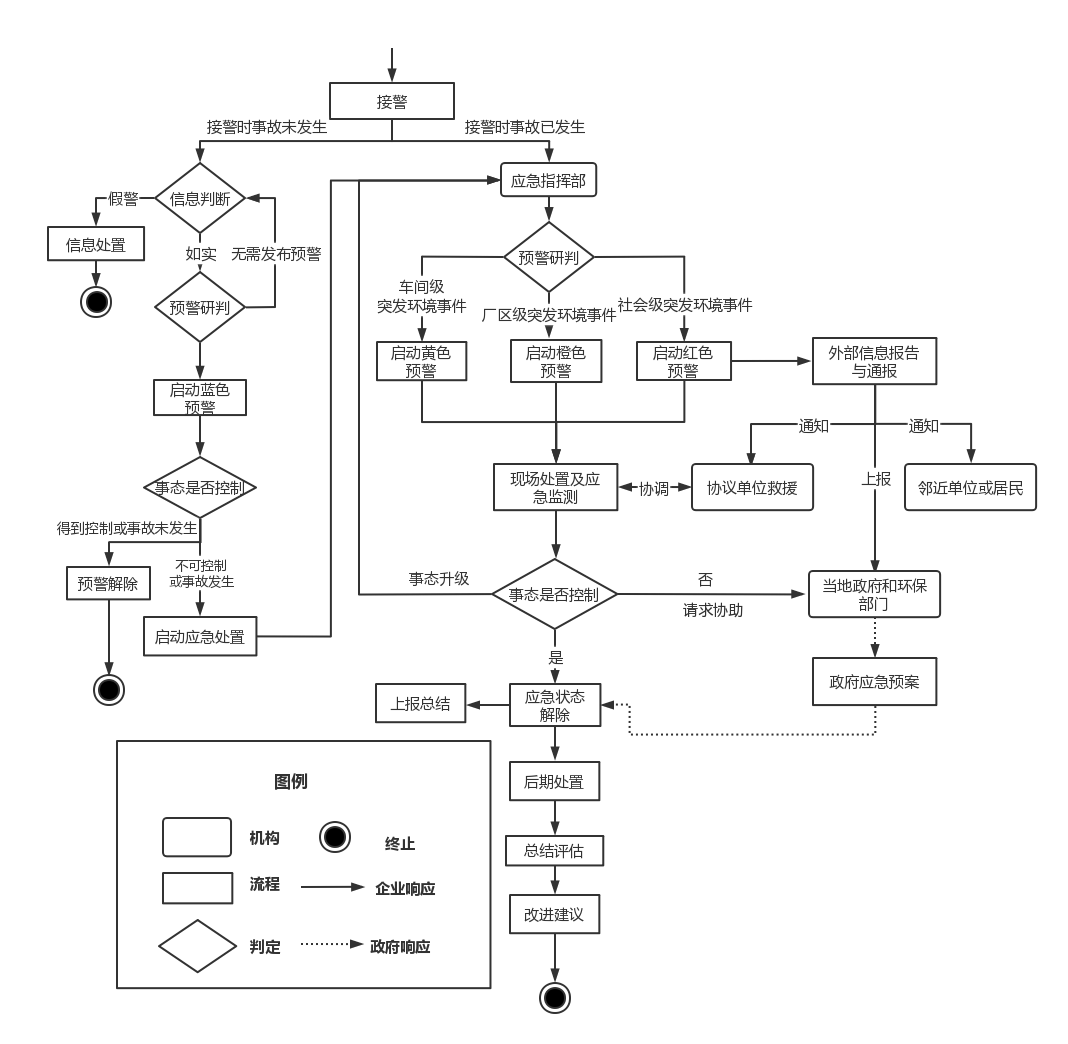 接警
接警时事故未发生
接警时事故已发生
信息判断
应急指挥部
假警
信息处置
如实
无需发布预警
预警研判
预警研判
车间级
突发环境事件
厂区级突发环境事件
社会级突发环境事件
启动黄色
预警
启动橙色
预警
启动红色
预警
外部信息报告
与通报
启动蓝色
预警
通知
通知
上报
事态是否控制
现场处置及应
急监测
协调
协议单位救援
邻近单位或居民
得到控制或事故未发生
不可控制
或事故发生
预警解除
启动应急处置
事态升级
事态是否控制
否
请求协助
当地政府和环保
部门
是
政府应急预案
上报总结
应急状态
解除
后期处置
总结评估
改进建议
图例
机构
终止
流程
企业响应
判定
政府响应